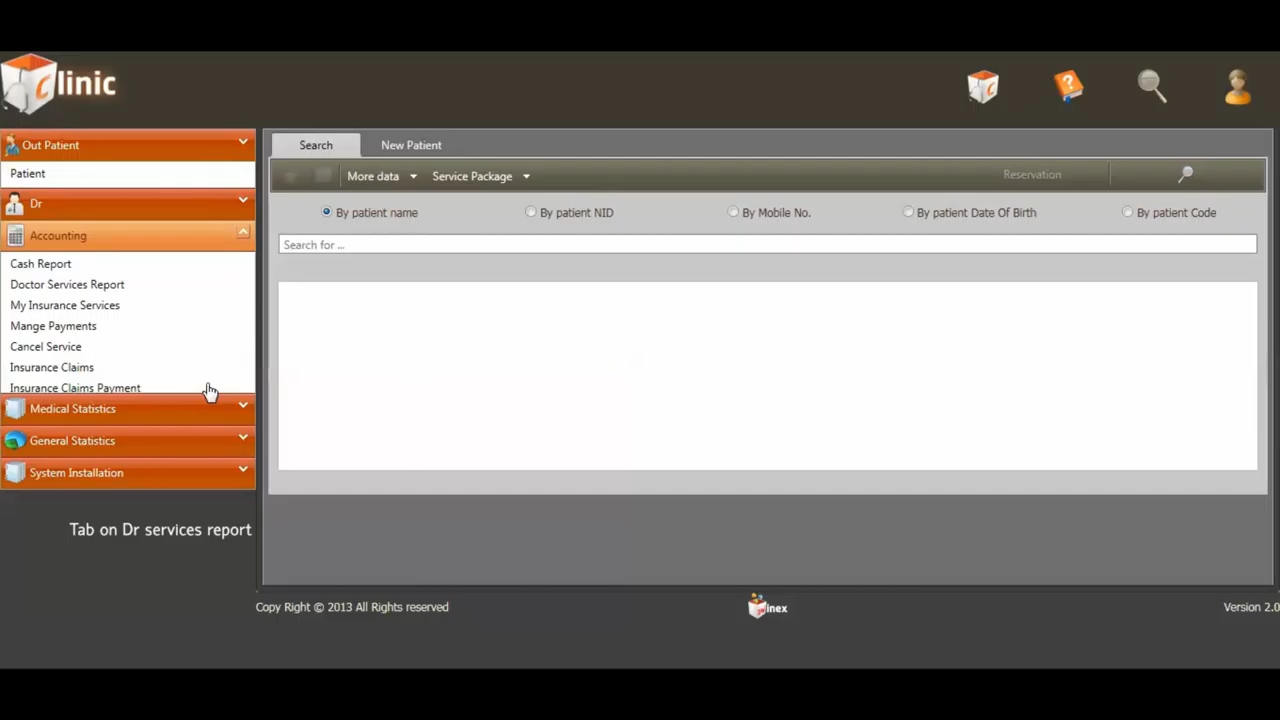 Clinic
Out Patient
Patient
Dr
Accounting
Cash Report
Doctor Services Report
My Insurance Services
Mange Payments
Cancel Service
Insurance Claims
Insurance Claims Payment
Medical Statistics
General Statistics
System Installation
Tab on Dr services report
Search
New Patient
More data
Service Package
Reservation
By patient name
By patient NID
By Mobile No.
By patient Date Of Birth
By patient Code
Search for ...
Copy Right © 2013 All Rights reserved
inex
Version 2.0